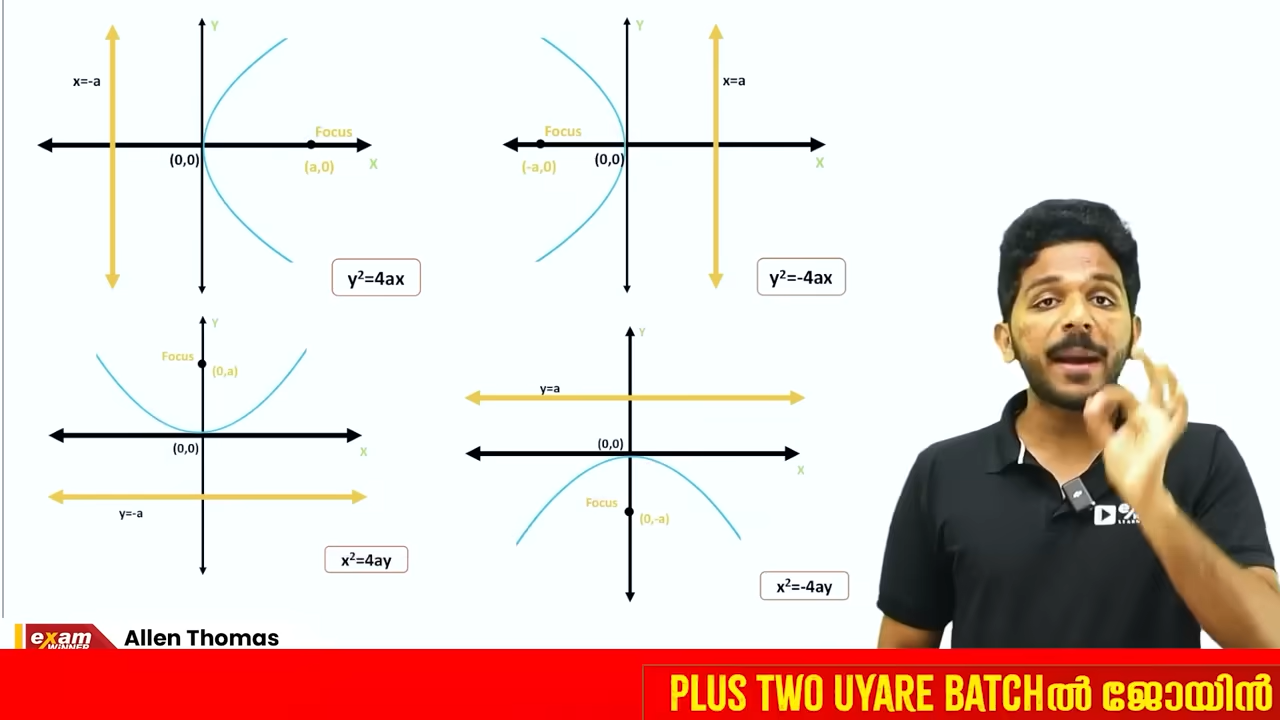 Y
x=-a
Focus
(0,0)
(a,0)
X
y²=4ax
Y
x=a
Focus
(-a,0)
(0,0)
X
y²=-4ax
Y
Focus
(0,a)
(0,0)
X
y=-a
x²=4ay
Y
y=a
(0,0)
X
Focus
(0,-a)
x²=-4ay
exam
WINNER
Allen Thomas
PLUS TWO UYARE BATCHൽ ജോയിൻ